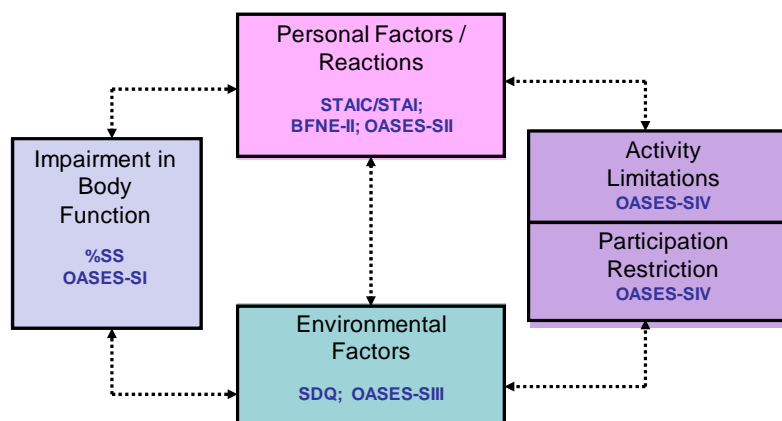 Personal Factors /
Reactions
STAIC/STAI;
BFNE-II; OASES-SII
Impairment in
Body
Function
%SS
OASES-SI
Activity
Limitations
OASES-SIV
Participation
Restriction
OASES-SIV
Environmental
Factors
SDQ; OASES-SIII